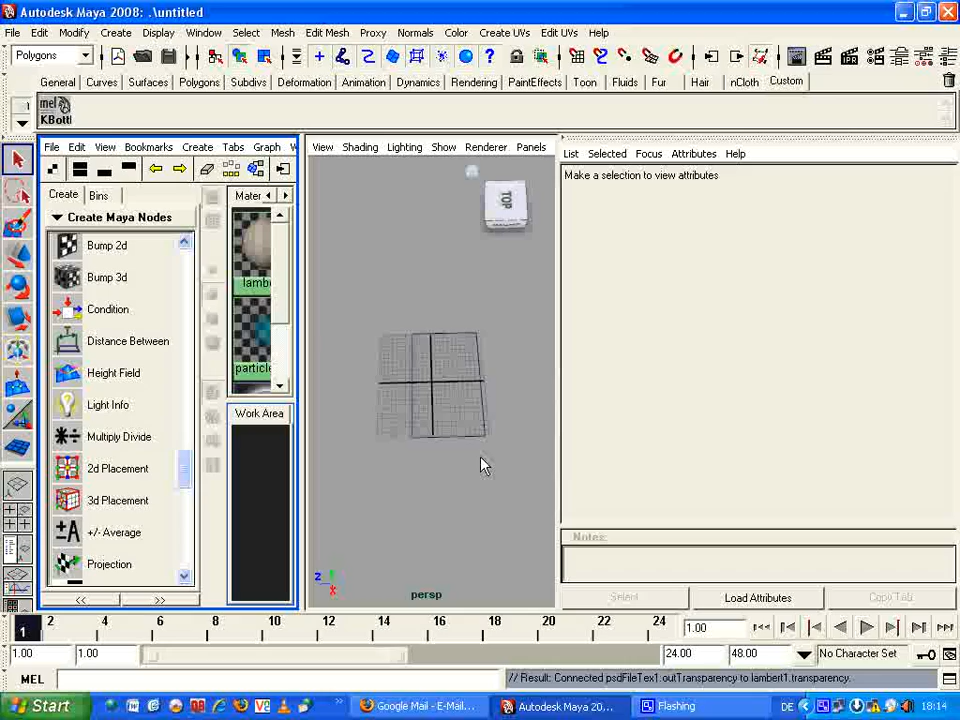 Autodesk Maya 2008: .\untitled
File Edit Modify Create Display Window Select Mesh Edit Mesh Proxy Normals Color Create UVs Edit UVs Help
Polygons
General Curves Surfaces Polygons Subdivs Deformation Animation Dynamics Rendering PaintEffects Toon Fluids Fur Hair nCloth Custom
mel
KBott
File Edit View Bookmarks Create Tabs Graph
View Shading Lighting Show Renderer Panels
List Selected Focus Attributes Help
Make a selection to view attributes
Create Bins
Mater
Create Maya Nodes
Bump 2d
Bump 3d
Condition
Distance Between
Height Field
Light Info
Multiply Divide
2d Placement
3d Placement
+/- Average
Projection
<< >>
lamb
particle
Work Area
TOP
z
x
persp
Notes:
Select Load Attributes Copy Tab
1 2 4 6 8 10 12 14 16 18 20 22 24 1.00
1.00 1.00 24.00 48.00 No Character Set
MEL // Result: Connected psdFileTex1.outTransparency to lambert1.transparency.
Start Google Mail - E-Mai... Autodesk Maya 20... Flashing DE 18:14